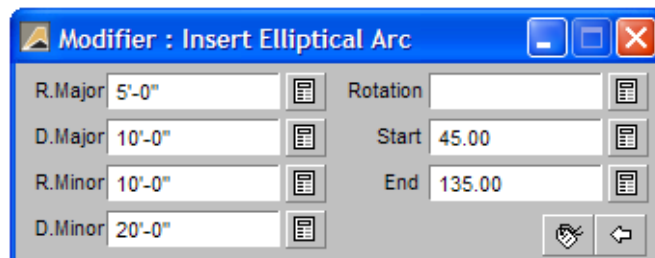 Modifier : Insert Elliptical Arc
R.Major 5'-0" Rotation
D.Major 10'-0" Start 45.00
R.Minor 10'-0" End 135.00
D.Minor 20'-0"